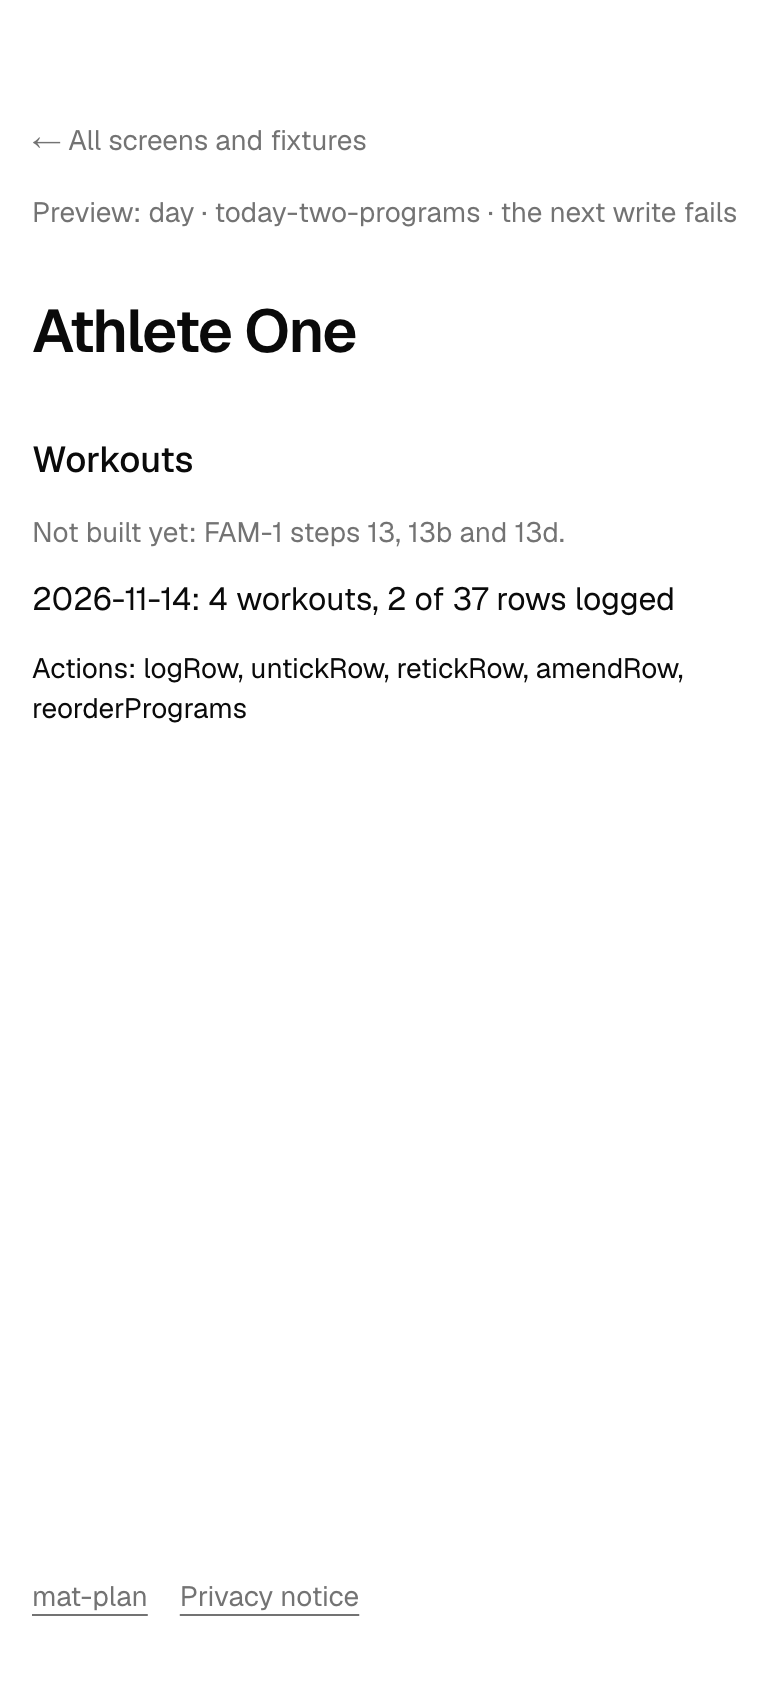 ← All screens and fixtures
Preview: day · today-two-programs · the next write fails
Athlete One
Workouts
Not built yet: FAM-1 steps 13, 13b and 13d.
2026-11-14: 4 workouts, 2 of 37 rows logged
Actions: logRow, untickRow, retickRow, amendRow,
reorderPrograms
mat-plan Privacy notice